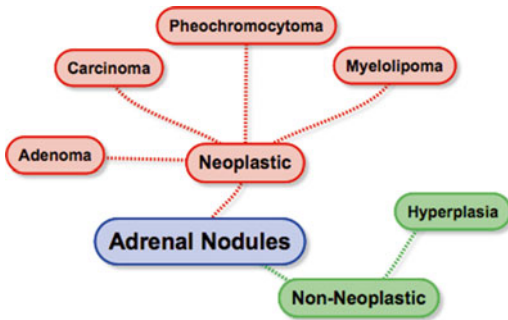 Pheochromocytoma
Carcinoma
Myelolipoma
Adenoma
Neoplastic
Hyperplasia
Adrenal Nodules
Non-Neoplastic